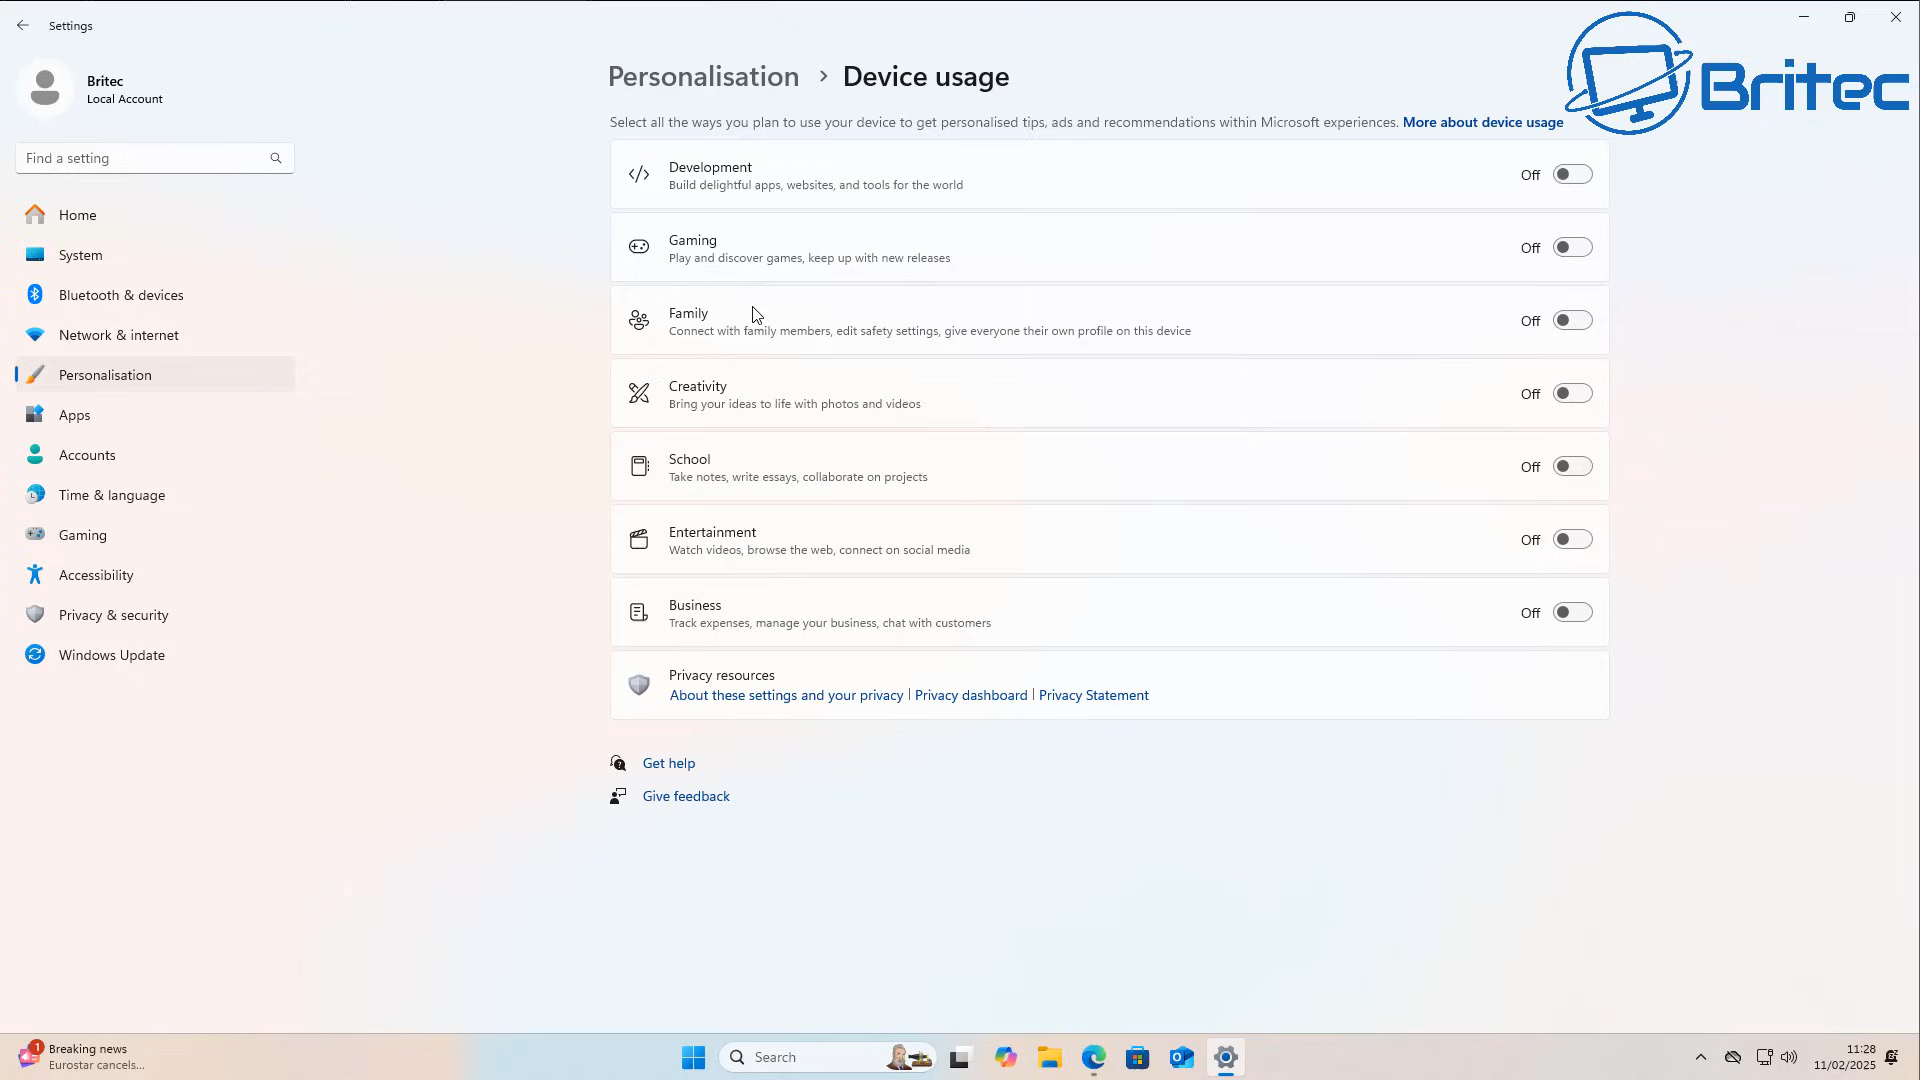 Settings
Britec
Local Account
Find a setting
Home
System
Bluetooth & devices
Network & internet
Personalisation
Apps
Accounts
Time & language
Gaming
Accessibility
Privacy & security
Windows Update
Personalisation > Device usage
Select all the ways you plan to use your device to get personalised tips, ads and recommendations within Microsoft experiences. More about device usage
Development
Build delightful apps, websites, and tools for the world
Off
Gaming
Play and discover games, keep up with new releases
Off
Family
Connect with family members, edit safety settings, give everyone their own profile on this device
Off
Creativity
Bring your ideas to life with photos and videos
Off
School
Take notes, write essays, collaborate on projects
Off
Entertainment
Watch videos, browse the web, connect on social media
Off
Business
Track expenses, manage your business, chat with customers
Off
Privacy resources
About these settings and your privacy | Privacy dashboard | Privacy Statement
Get help
Give feedback
Britec
1
Breaking news
Eurostar cancels...
Search
11:28
11/02/2025